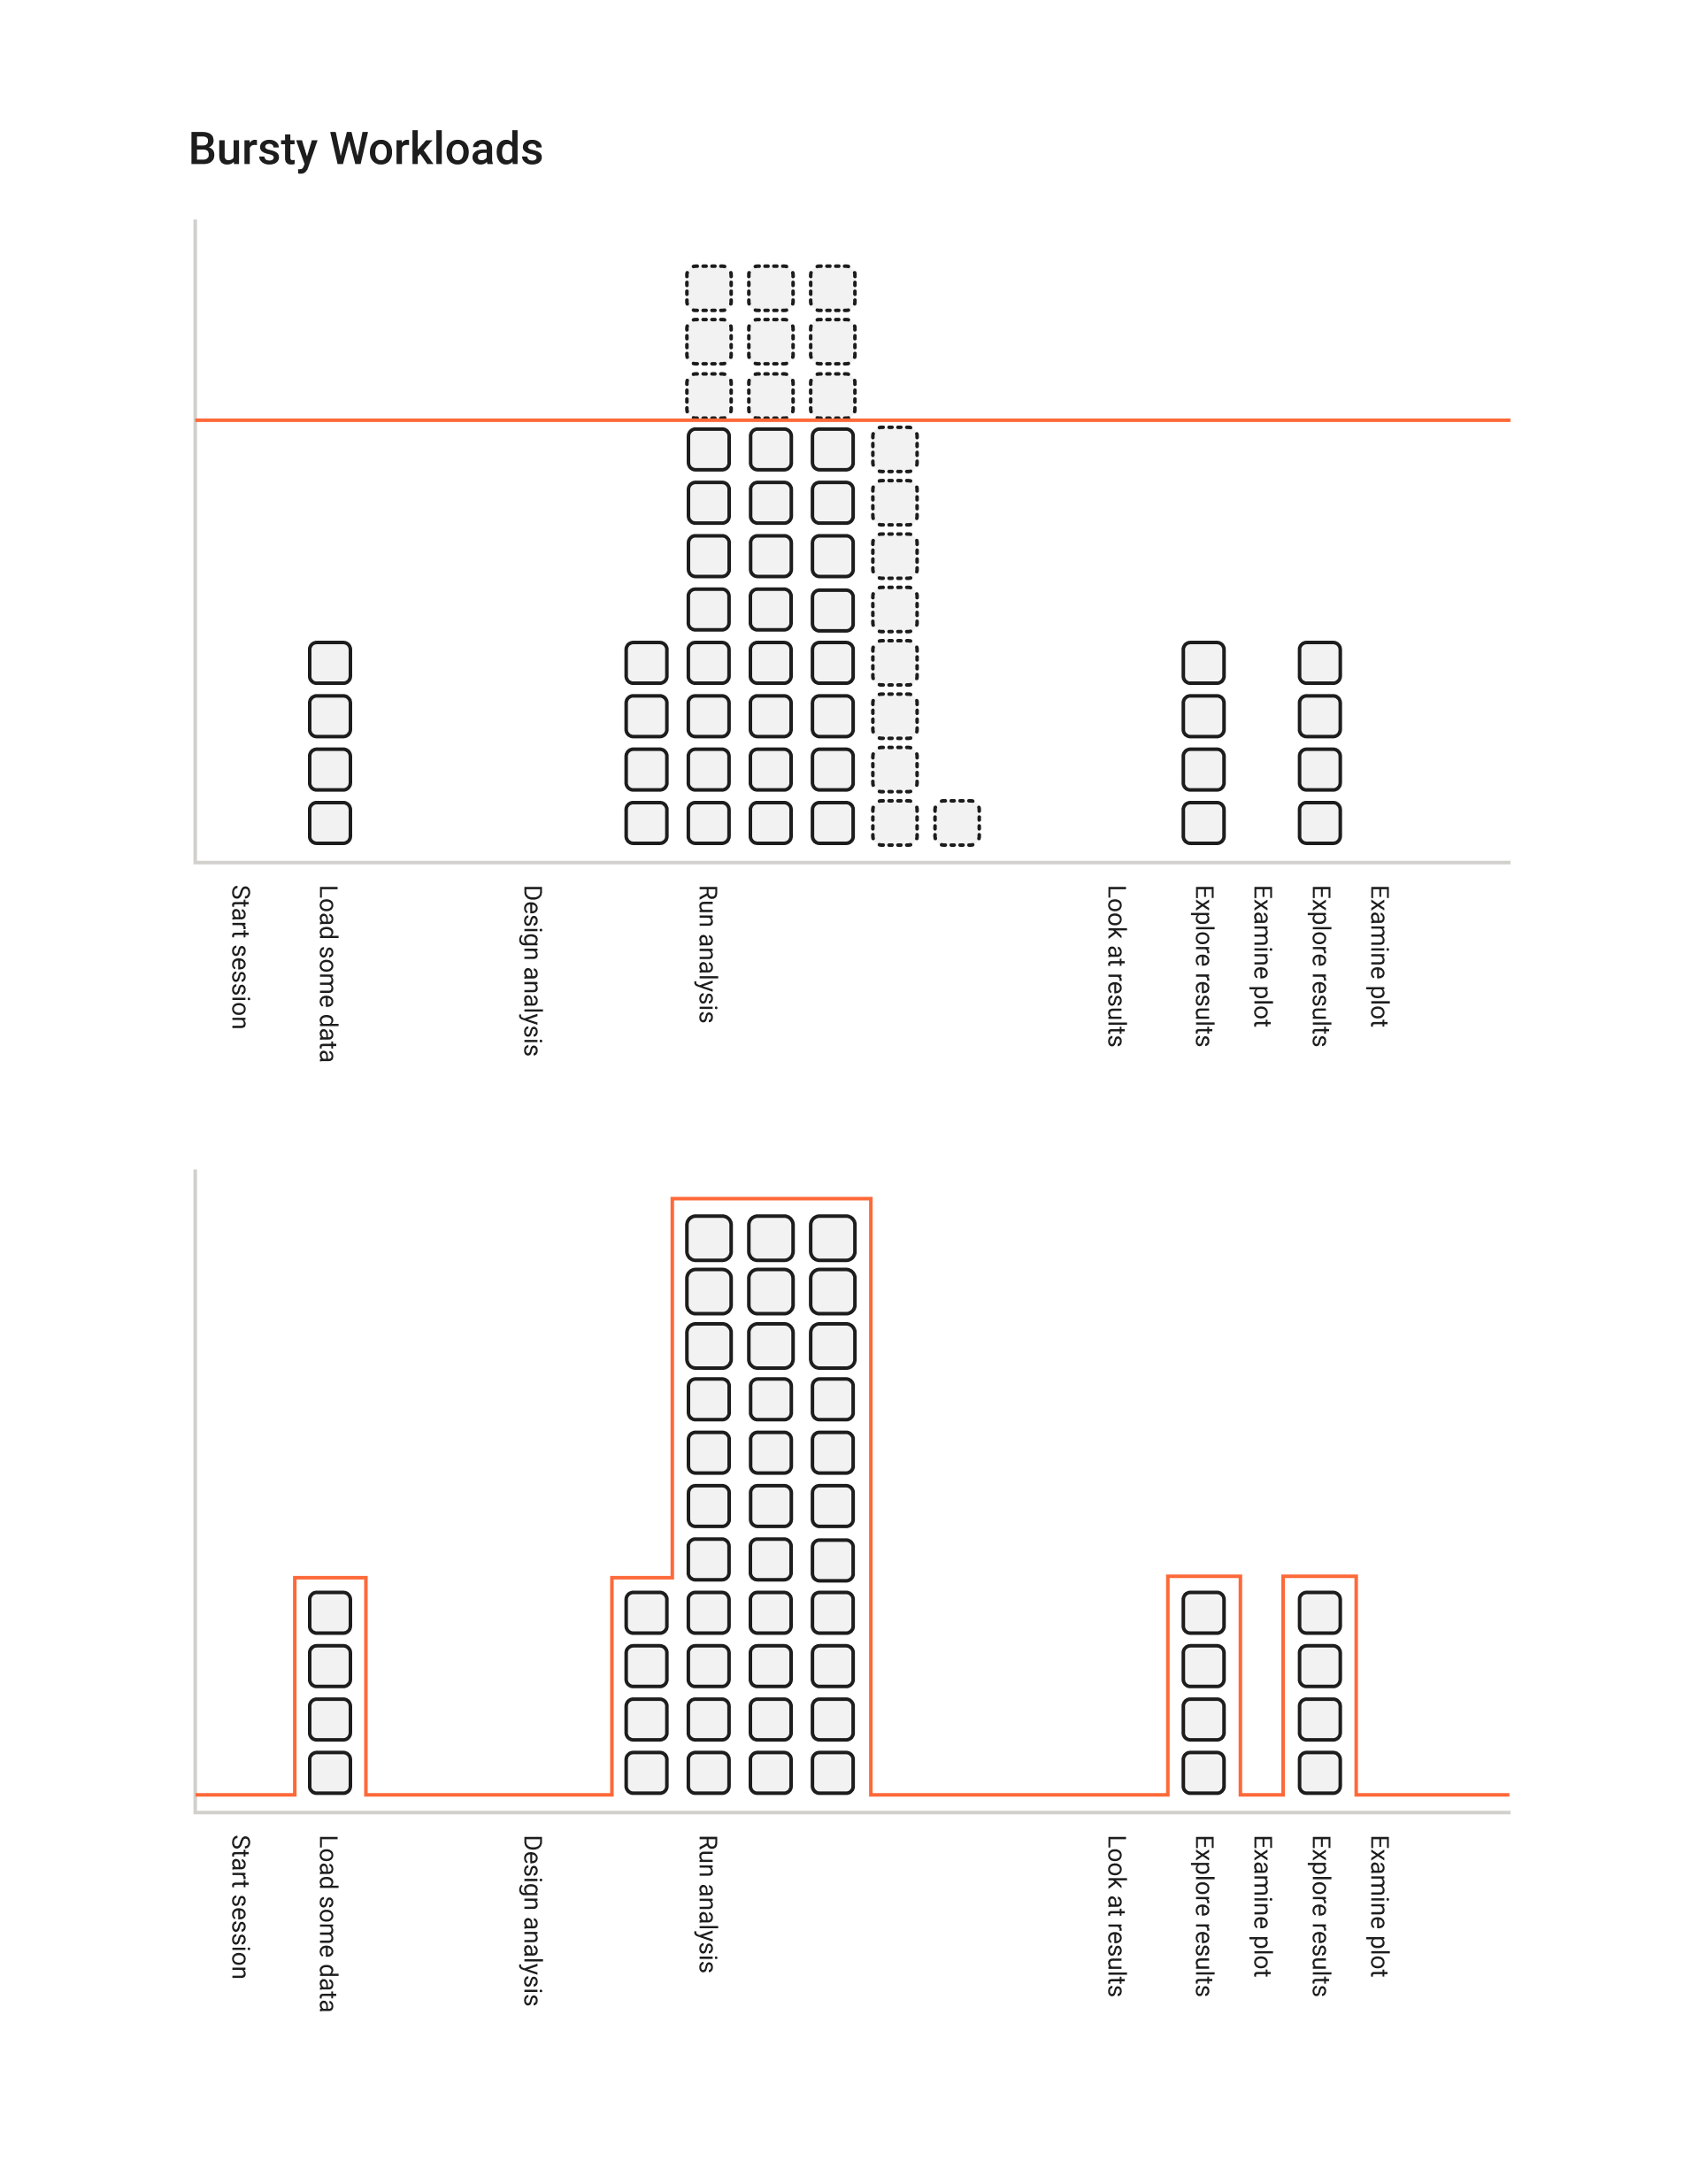 Bursty Workloads
Start session
Load some data
Design analysis
Run analysis
Look at results
Explore results
Examine plot
Explore results
Examine plot
Start session
Load some data
Design analysis
Run analysis
Look at results
Explore results
Examine plot
Explore results
Examine plot